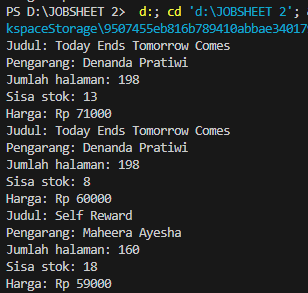 PS D:\JOBSHEET 2> d:; cd 'd:\JOBSHEET 2';
kspaceStorage\9507455eb816b789410abbae34017
Judul: Today Ends Tomorrow Comes
Pengarang: Denanda Pratiwi
Jumlah halaman: 198
Sisa stok: 13
Harga: Rp 71000
Judul: Today Ends Tomorrow Comes
Pengarang: Denanda Pratiwi
Jumlah halaman: 198
Sisa stok: 8
Harga: Rp 60000
Judul: Self Reward
Pengarang: Maheera Ayesha
Jumlah halaman: 160
Sisa stok: 18
Harga: Rp 59000